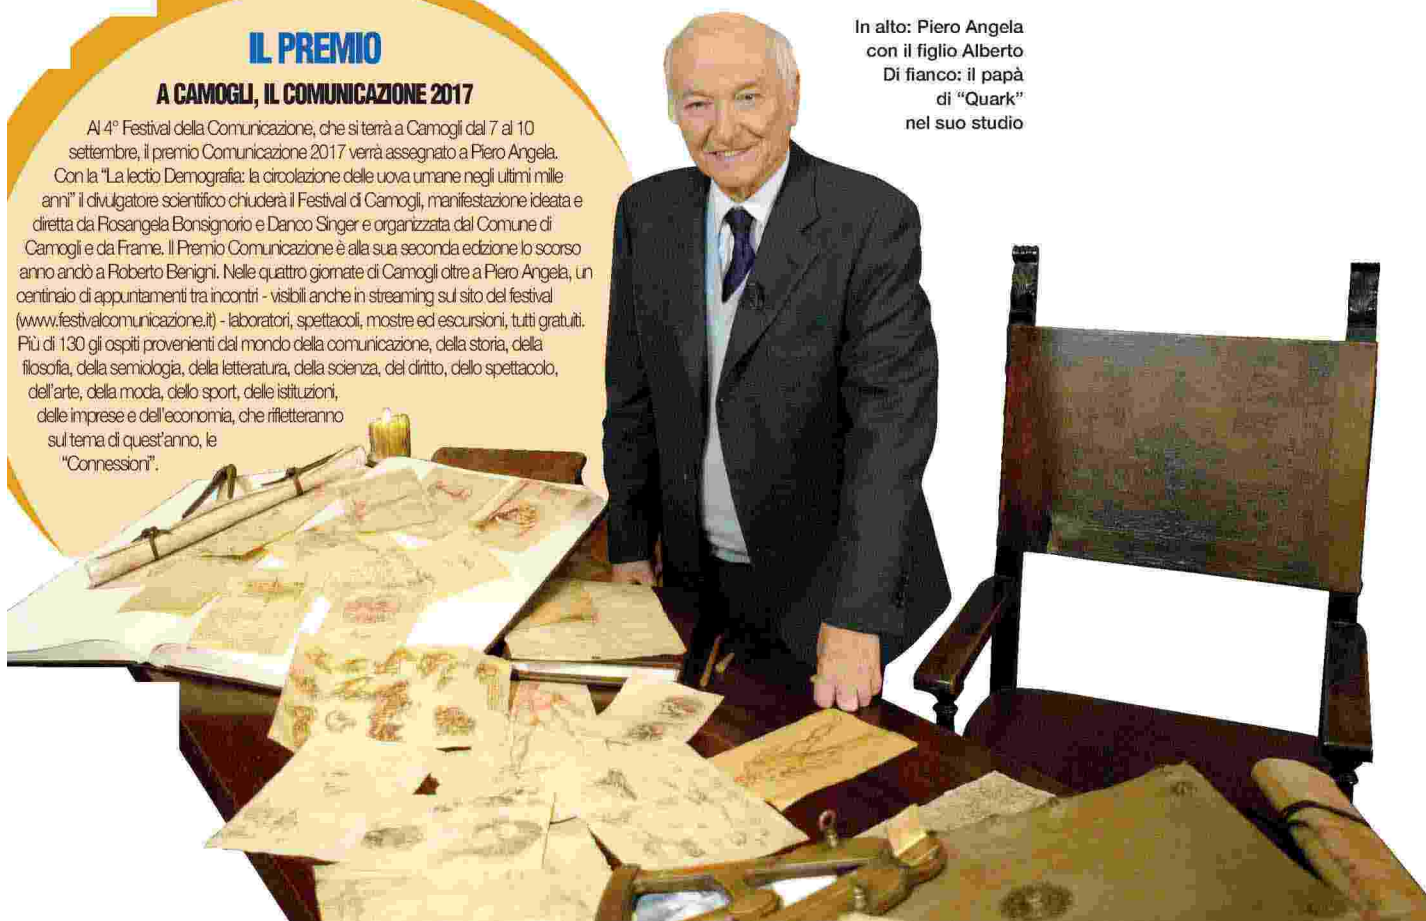 IL PREMIO
A CAMOGLI, IL COMUNICAZIONE 2017
Al 4° Festival della Comunicazione, che si terrà a Camogli dal 7 al 10
settembre, il premio Comunicazione 2017 verrà assegnato a Piero Angela.
Con la “La lectio Demografia: la circolazione delle uova umane negli ultimi mille
anni” il divulgatore scientifico chiuderà il Festival di Camogli, manifestazione ideata e
diretta da Rosangela Bonsignorio e Danco Singer e organizzata dal Comune di
Camogli e da Frame. Il Premio Comunicazione è alla sua seconda edizione lo scorso
anno andò a Roberto Benigni. Nelle quattro giornate di Camogli oltre a Piero Angela, un
centinaio di appuntamenti tra incontri - visibili anche in streaming sul sito del festival
(www.festivalcomunicazione.it) - laboratori, spettacoli, mostre ed escursioni, tutti gratuiti.
Più di 130 gli ospiti provenienti dal mondo della comunicazione, della storia, della
filosofia, della semiologia, della letteratura, della scienza, del diritto, dello spettacolo,
dell'arte, della moda, dello sport, delle istituzioni,
delle imprese e dell'economia, che rifletteranno
sul tema di quest'anno, le
“Connessioni”.
In alto: Piero Angela
con il figlio Alberto
Di fianco: il papà
di “Quark”
nel suo studio